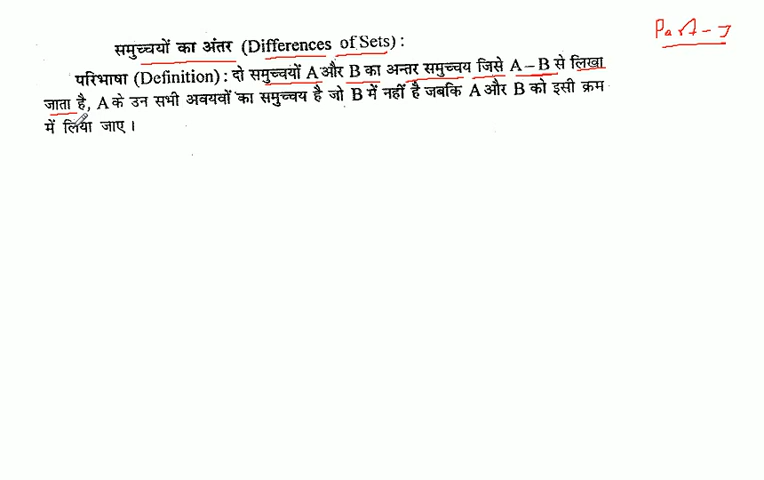 Part - I
समुच्चयों का अंतर (Differences of Sets) :
परिभाषा (Definition) : दो समुच्चयों A और B का अन्तर समुच्चय जिसे A – B से लिखा
जाता है, A के उन सभी अवयवों का समुच्चय है जो B में नहीं है जबकि A और B को इसी क्रम
में लिया जाए।